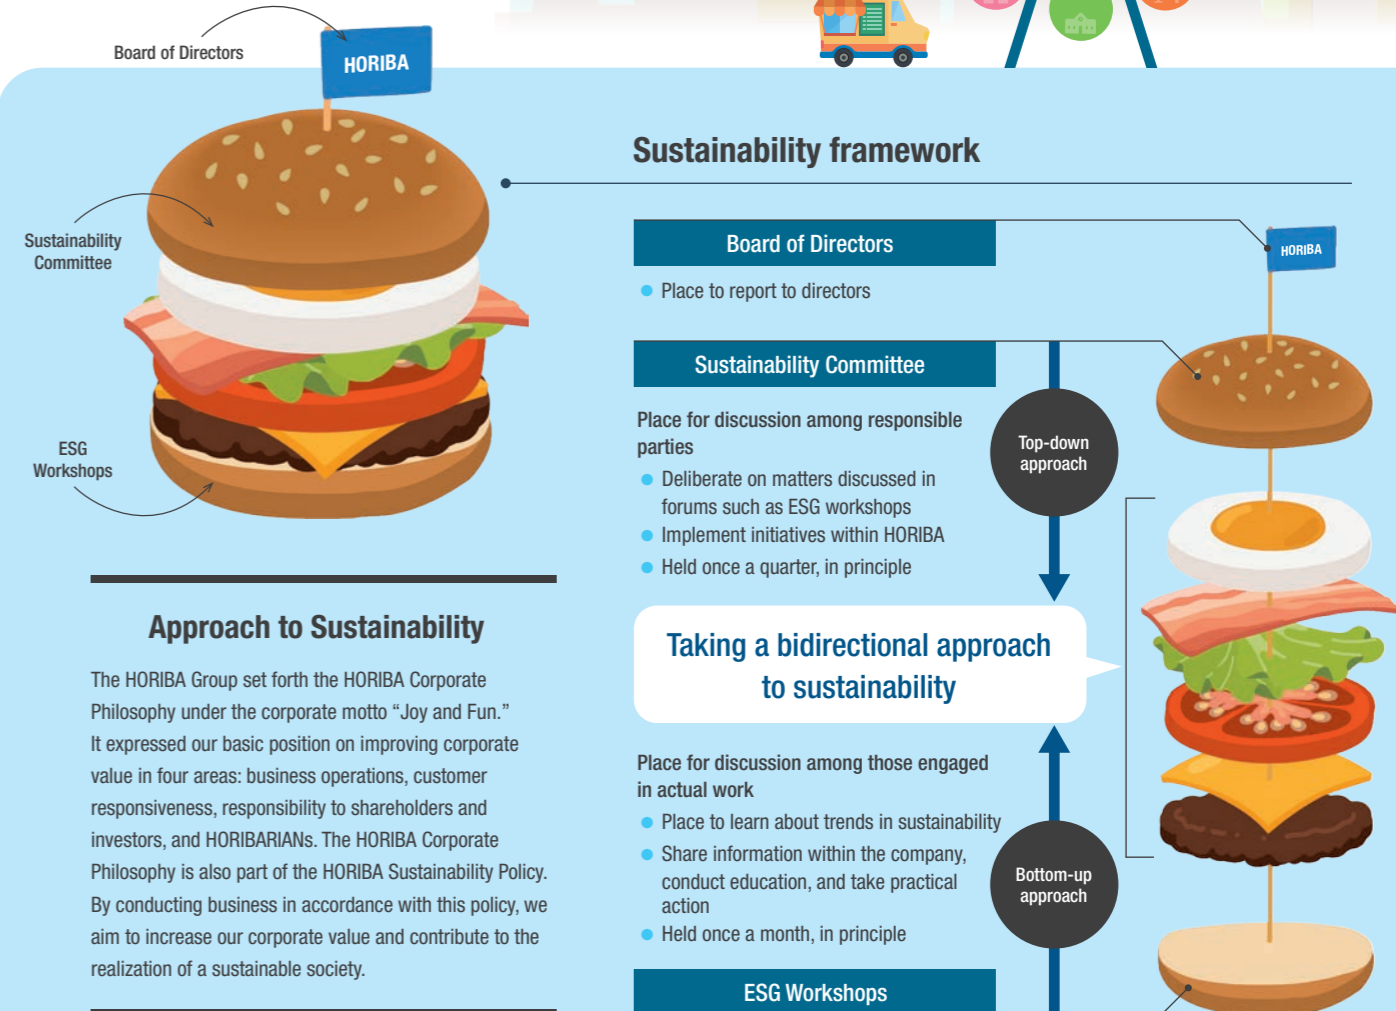 Board of Directors
HORIBA
Sustainability
Committee
ESG
Workshops
Approach to Sustainability
The HORIBA Group set forth the HORIBA Corporate
Philosophy under the corporate motto “Joy and Fun.”
It expressed our basic position on improving corporate
value in four areas: business operations, customer
responsiveness, responsibility to shareholders and
investors, and HORIBARIANs. The HORIBA Corporate
Philosophy is also part of the HORIBA Sustainability Policy.
By conducting business in accordance with this policy, we
aim to increase our corporate value and contribute to the
realization of a sustainable society.
Sustainability framework
Board of Directors
HORIBA
Place to report to directors
Sustainability Committee
Place for discussion among responsible
parties
Deliberate on matters discussed in
forums such as ESG workshops
Implement initiatives within HORIBA
Held once a quarter, in principle
Top-down
approach
Taking a bidirectional approach
to sustainability
Place for discussion among those engaged
in actual work
Place to learn about trends in sustainability
Share information within the company,
conduct education, and take practical
action
Held once a month, in principle
Bottom-up
approach
ESG Workshops